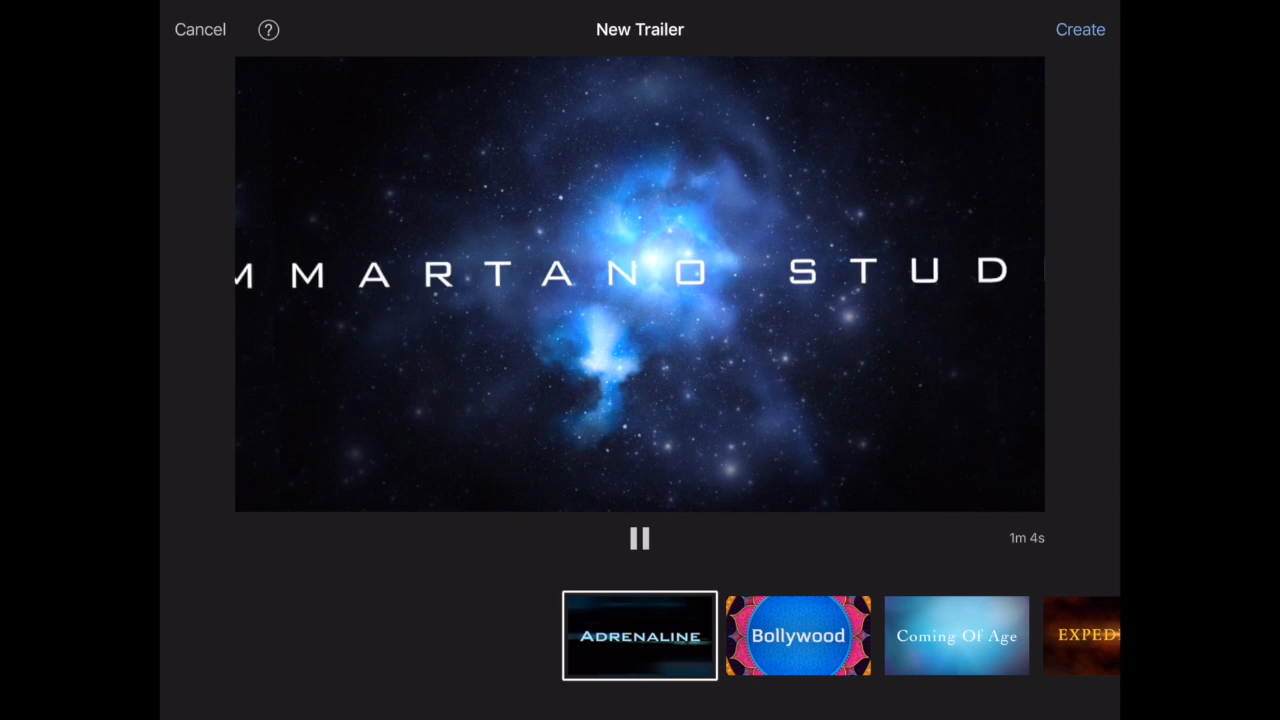 Cancel ? New Trailer Create
MMARTANO STUD
1m 4s
ADRENALINE
Bollywood
Coming Of Age
EXPED